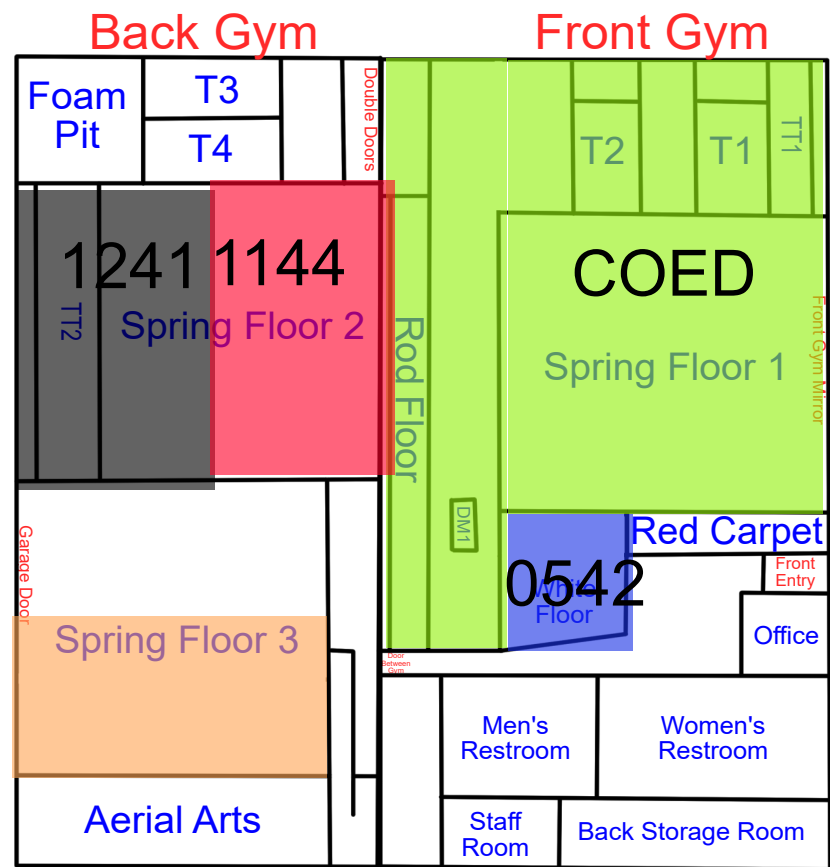 Back Gym
Front Gym
Foam
Pit
T3
T4
Double Doors
T2
T1
TT1
1241
1144
COED
TT2
Spring Floor 2
Rod Floor
Spring Floor 1
Front Gym Mirror
DM1
Red Carpet
Garage Door
0542
White
Floor
Front
Entry
Spring Floor 3
Office
Door
Between
Gym
Men's
Restroom
Women's
Restroom
Aerial Arts
Staff
Room
Back Storage Room